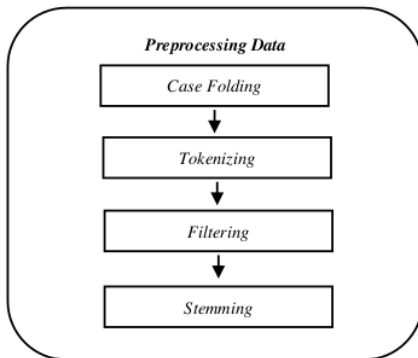 Preprocessing Data
Case Folding
Tokenizing
Filtering
Stemming